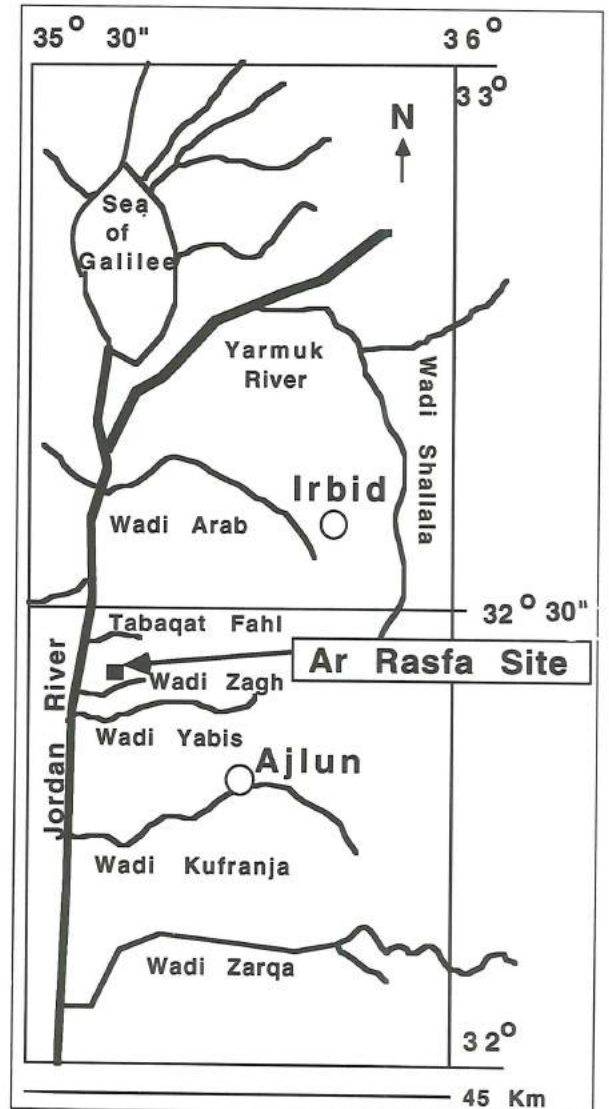 35° 30"
36°
33°
N
Sea
of
Galilee
Yarmuk
River
Wadi Shallala
Irbid
Wadi Arab
32° 30"
Tabaqat Fahl
Ar Rasfa Site
Wadi Zagh
Jordan River
Wadi Yabis
Ajlun
Wadi Kufranja
Wadi Zarqa
32°
45 Km